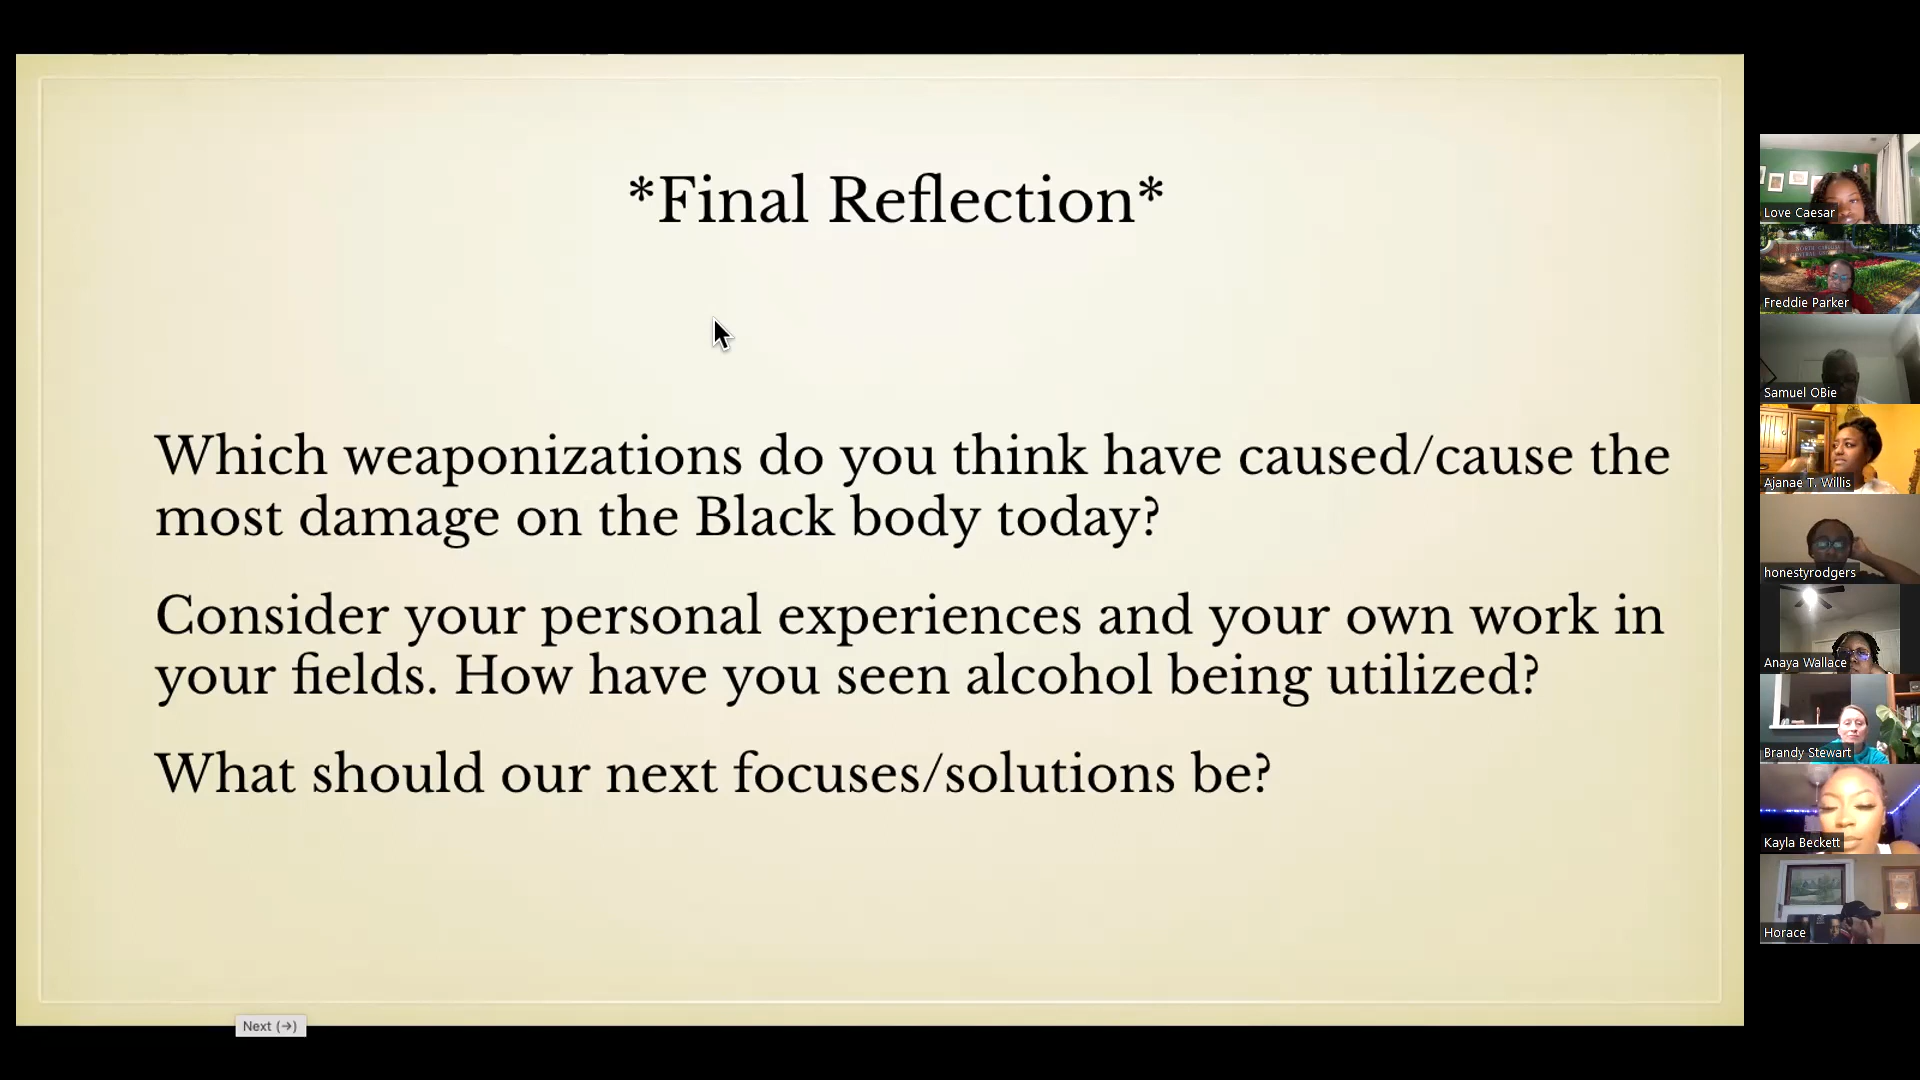 *Final Reflection*
Which weaponizations do you think have caused/cause the
most damage on the Black body today?
Consider your personal experiences and your own work in
your fields. How have you seen alcohol being utilized?
What should our next focuses/solutions be?
Next (→)
Love Caesar
Freddie Parker
Samuel OBie
Ajanae T. Willis
honestyrodgers
Anaya Wallace
Brandy Stewart
Kayla Beckett
Horace